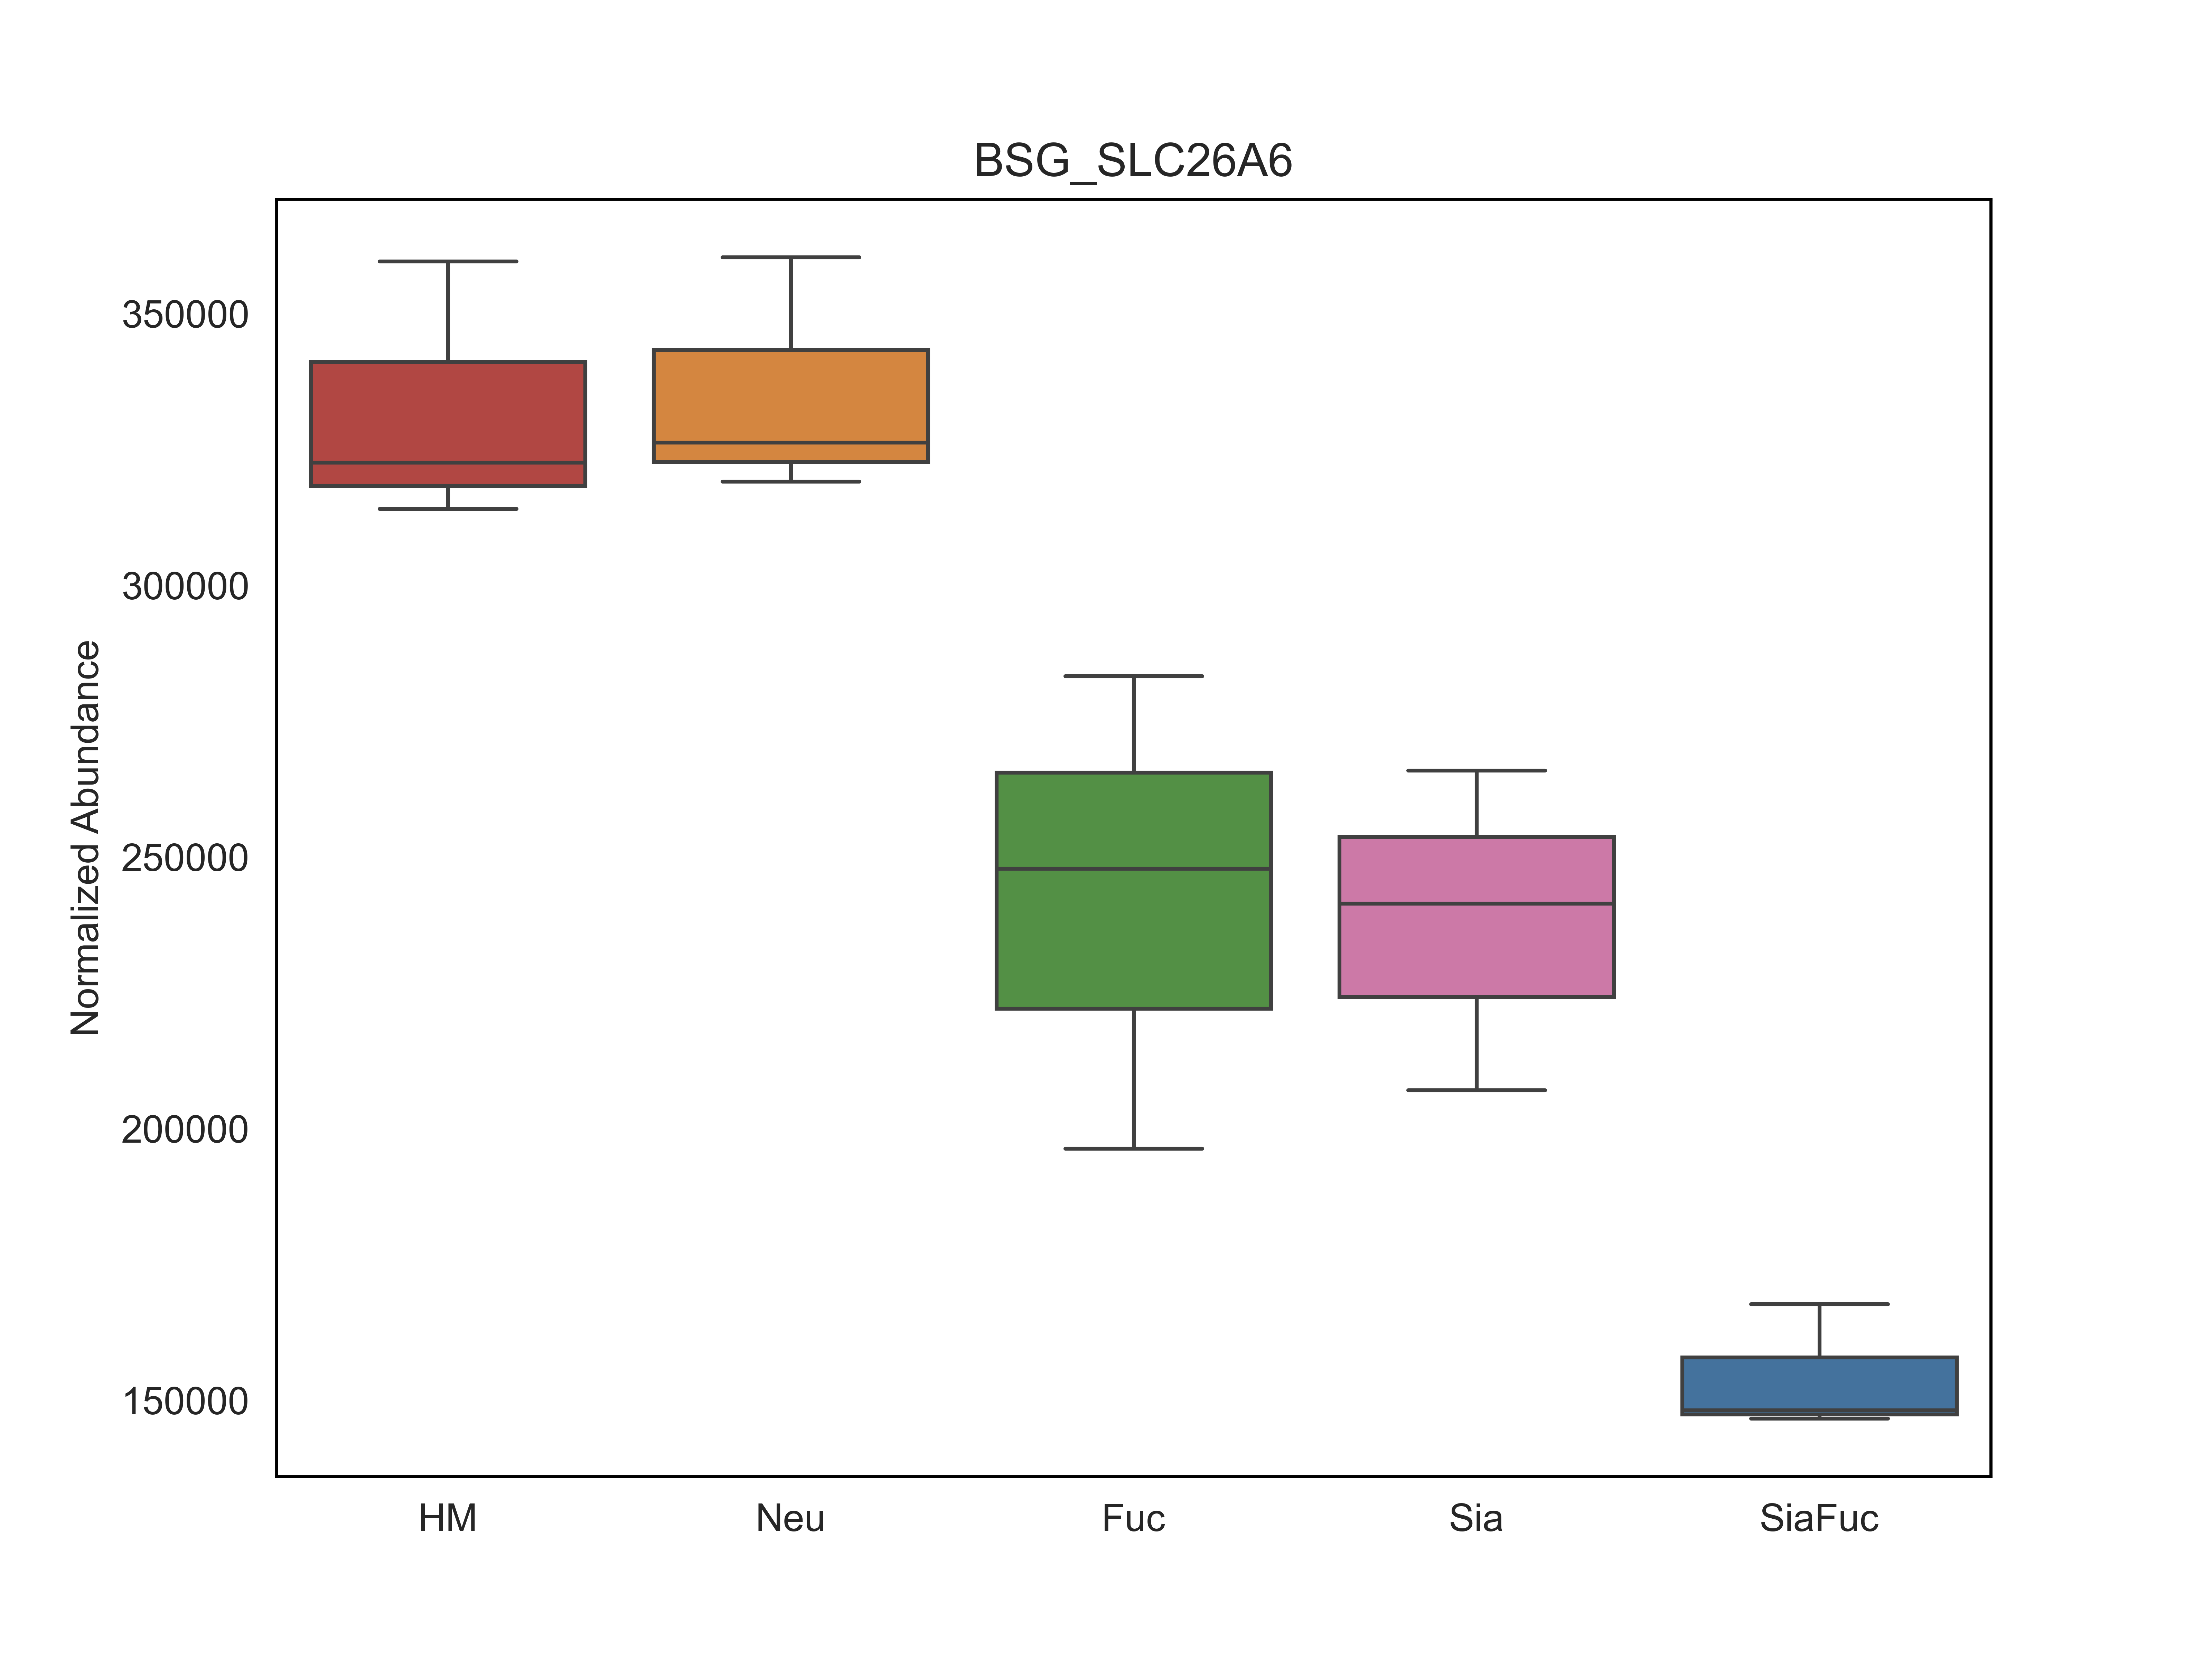 BSG_SLC26A6
Normalized Abundance
350000
300000
250000
200000
150000
HM
Neu
Fuc
Sia
SiaFuc